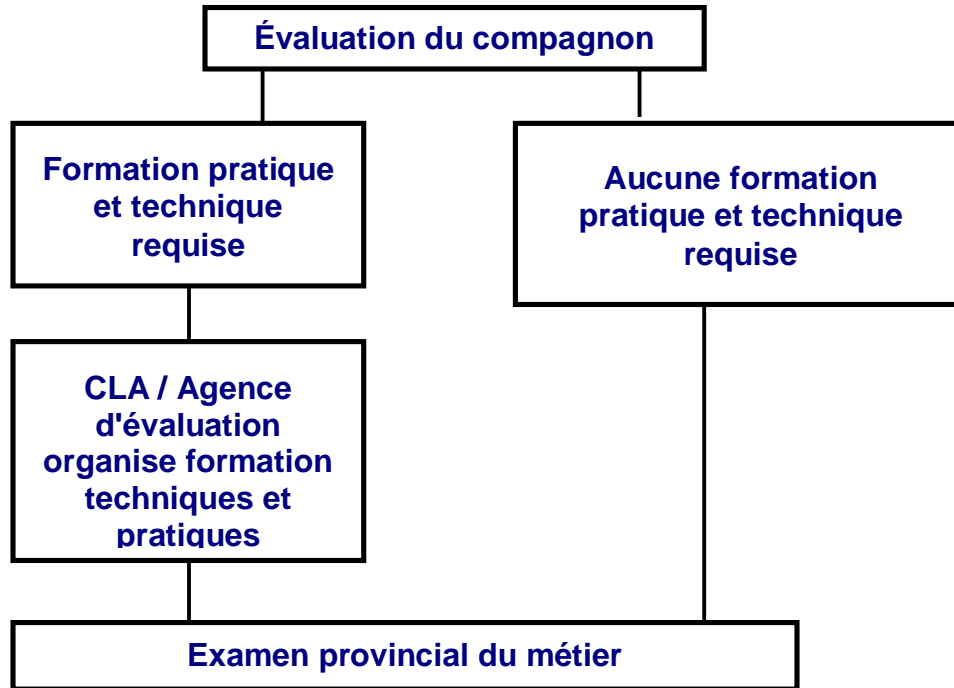 Évaluation du compagnon
Formation pratique
et technique
requise
Aucune formation
pratique et technique
requise
CLA / Agence
d'évaluation
organise formation
techniques et
pratiques
Examen provincial du métier